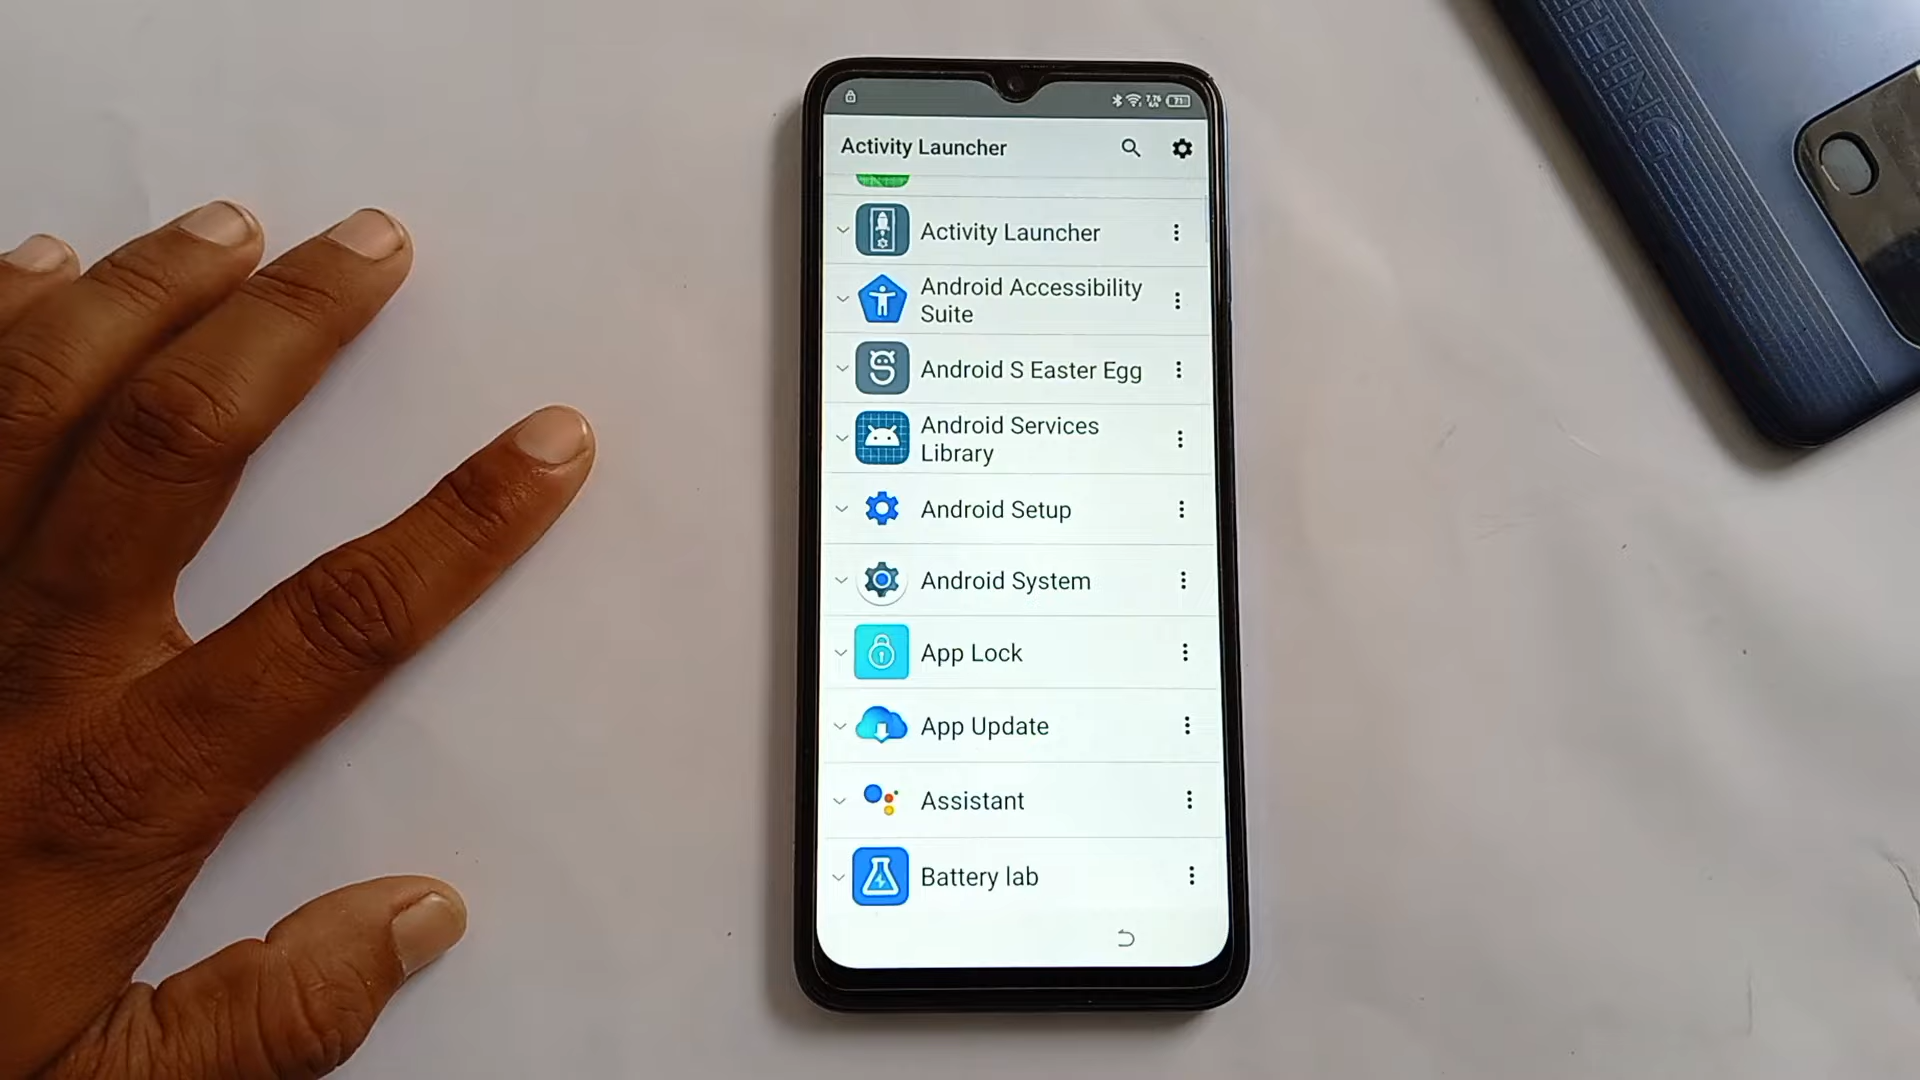 71
Activity Launcher
Activity Launcher
Android Accessibility
Suite
Android S Easter Egg
Android Services
Library
Android Setup
Android System
App Lock
App Update
Assistant
Battery lab